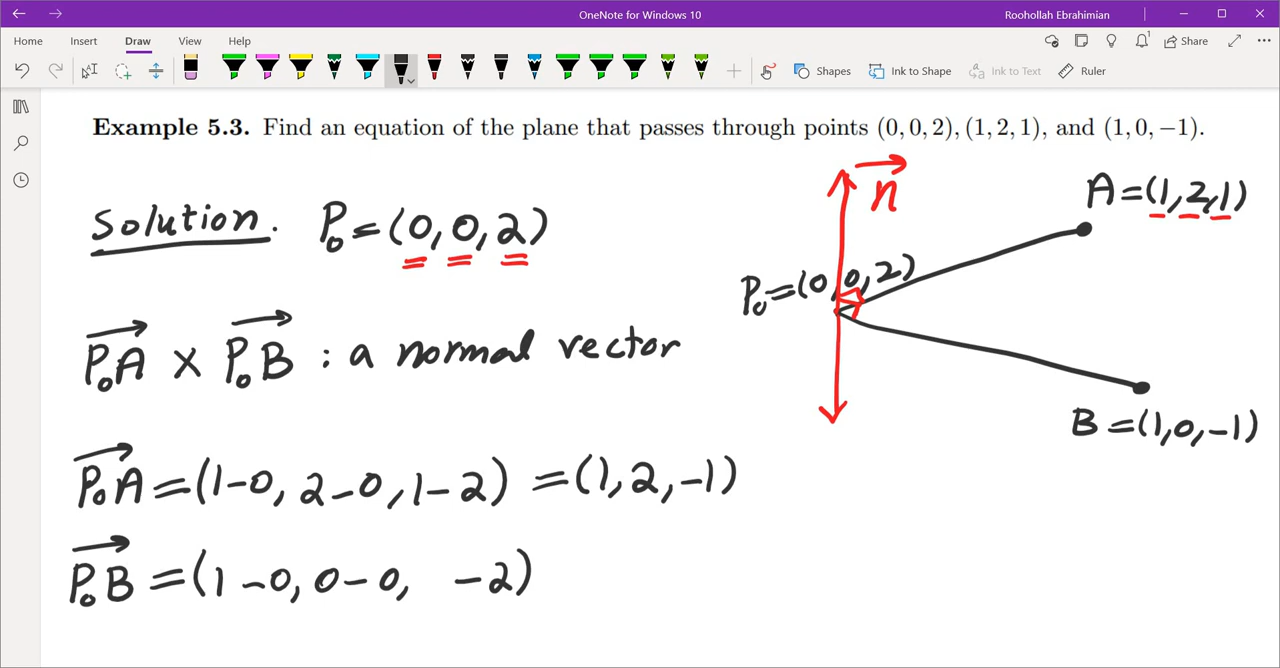 OneNote for Windows 10
Roohollah Ebrahimian
Home Insert Draw View Help
Share
Shapes Ink to Shape Ink to Text Ruler
Example 5.3. Find an equation of the plane that passes through points (0, 0, 2), (1, 2, 1), and (1, 0, −1).
Solution. P₀=(0,0,2)
n⃗
A=(1,2,1)
P₀=(0,0,2)
P₀A⃗ × P₀B⃗ : a normal vector
B=(1,0,-1)
P₀A⃗ =(1-0, 2-0, 1-2) =(1,2,-1)
P₀B⃗ =(1-0, 0-0, -2)